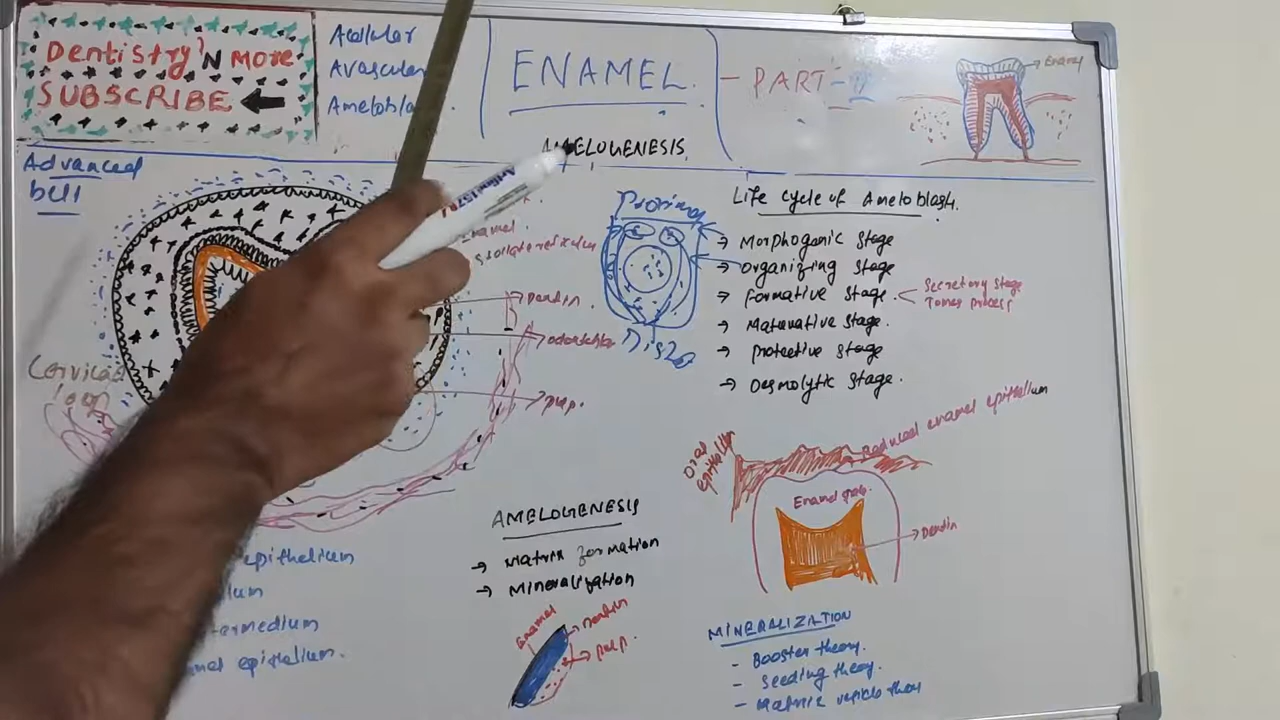 Dentistry 'N more
SUBSCRIBE
Acellular
Avascular
ENAMEL
- PART-
AMELOGENESIS
Advanced
bell
Life cycle of Ameloblast.
→ Morphogenic stage
→ Organizing stage
→ Formative stage
Secretory stage
Tomes process
→ Maturative stage.
→ Protective stage
→ Desmolytic stage.
Dentin
pulp.
Cervical
loop
epithelium
enamel epithelium.
Reduced enamel epithelium
Oral
epithelium
Dentin
AMELOGENESIS
→ Matrix formation
→ Mineralization
Enamel
Dentin
pulp.
MINERALIZATION
- Booster theory.
- Seeding theory.
- Matrix vesicle theory